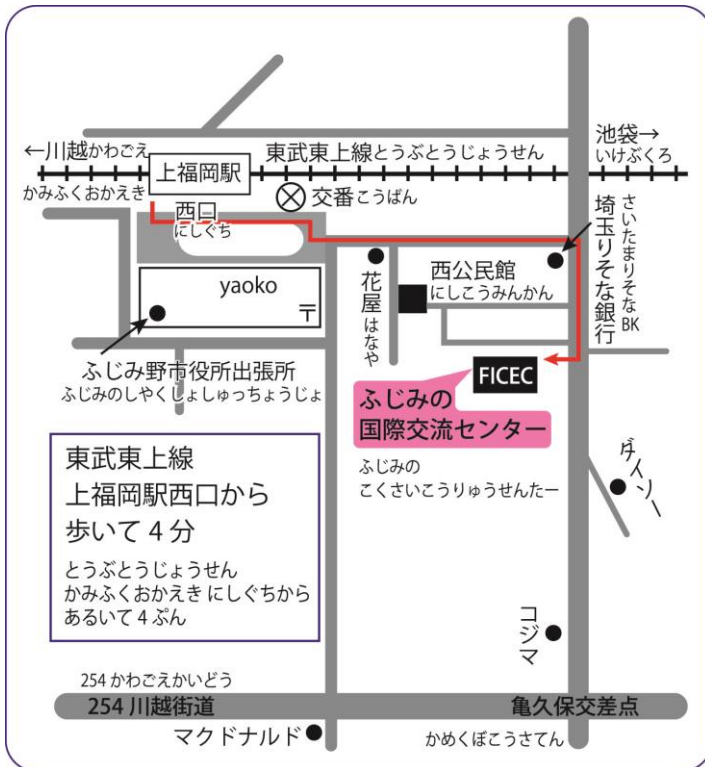 池袋→
いけぶくろ
←川越かわごえ
上福岡駅
かみふくおかえき
東武東上線とうぶとうじょうせん
交番こうばん
西口
にしぐち
埼玉りそな銀行
さいたまりそなBK
花屋はなや
西公民館
にしこうみんかん
yaoko
〒
ふじみ野市役所出張所
ふじみのしやくしょしゅっちょうじょ
FICEC
ふじみの
国際交流センター
ふじみの
こくさいこうりゅうせんたー
ダイソー
東武東上線
上福岡駅西口から
歩いて4分
とうぶとうじょうせん
かみふくおかえき にしぐちから
あるいて4ぷん
コジマ
254かわごえかいどう
254川越街道
亀久保交差点
かめくぼこうさてん
マクドナルド